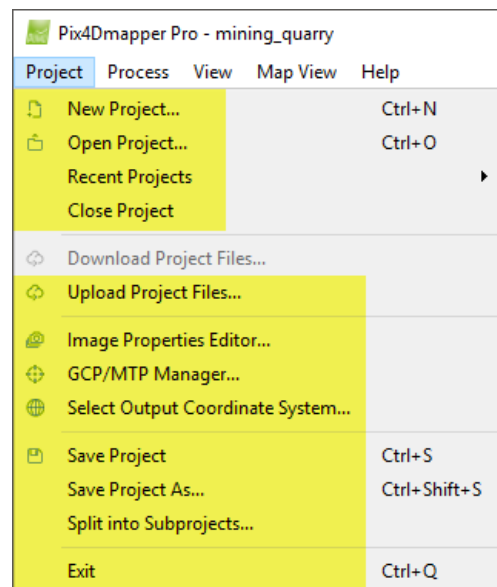 Pix4Dmapper Pro - mining_quarry
Project Process View Map View Help
New Project... Ctrl+N
Open Project... Ctrl+O
Recent Projects
Close Project
Download Project Files...
Upload Project Files...
Image Properties Editor...
GCP/MTP Manager...
Select Output Coordinate System...
Save Project Ctrl+S
Save Project As... Ctrl+Shift+S
Split into Subprojects...
Exit Ctrl+Q